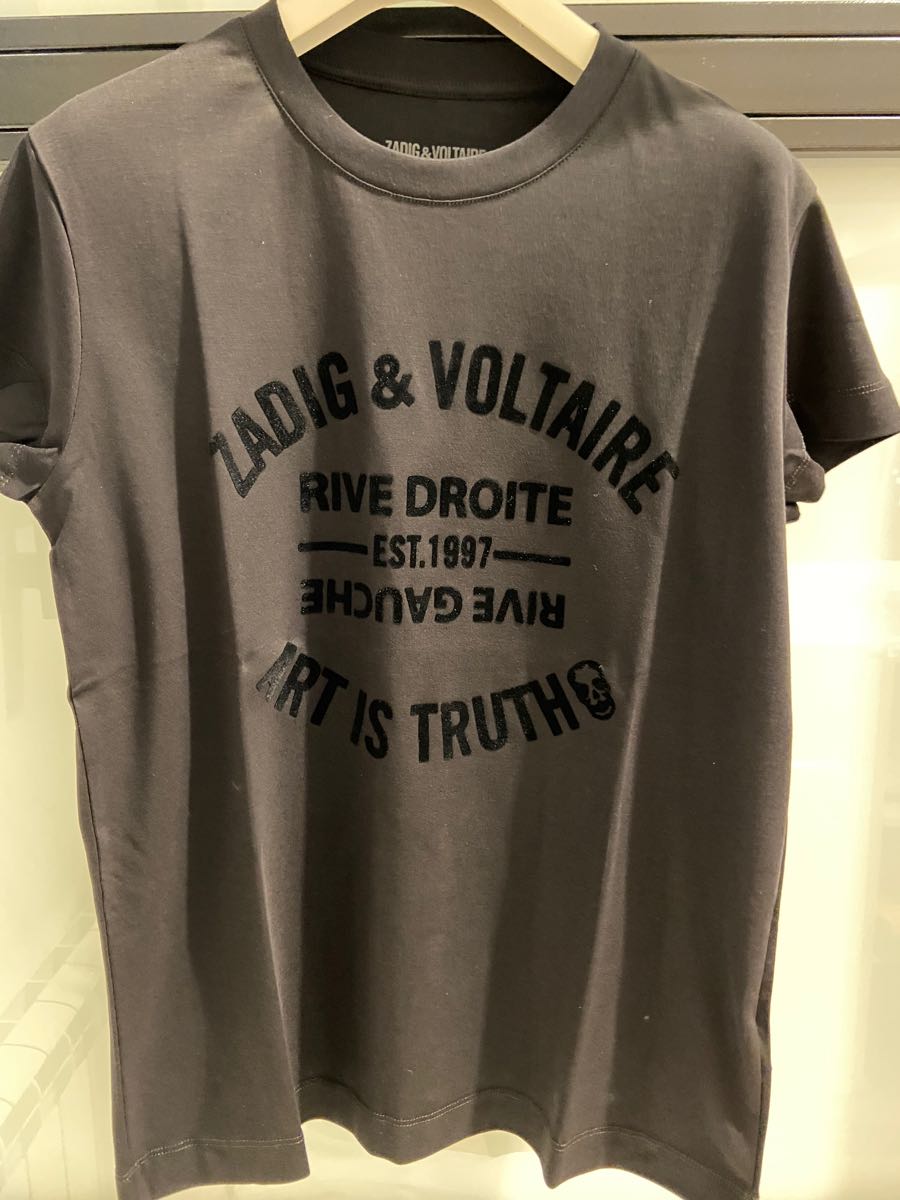 ZADIG & VOLTAIRE
ZADIG & VOLTAIRE
RIVE DROITE
EST.1997
RIVE GAUCHE
ART IS TRUTH